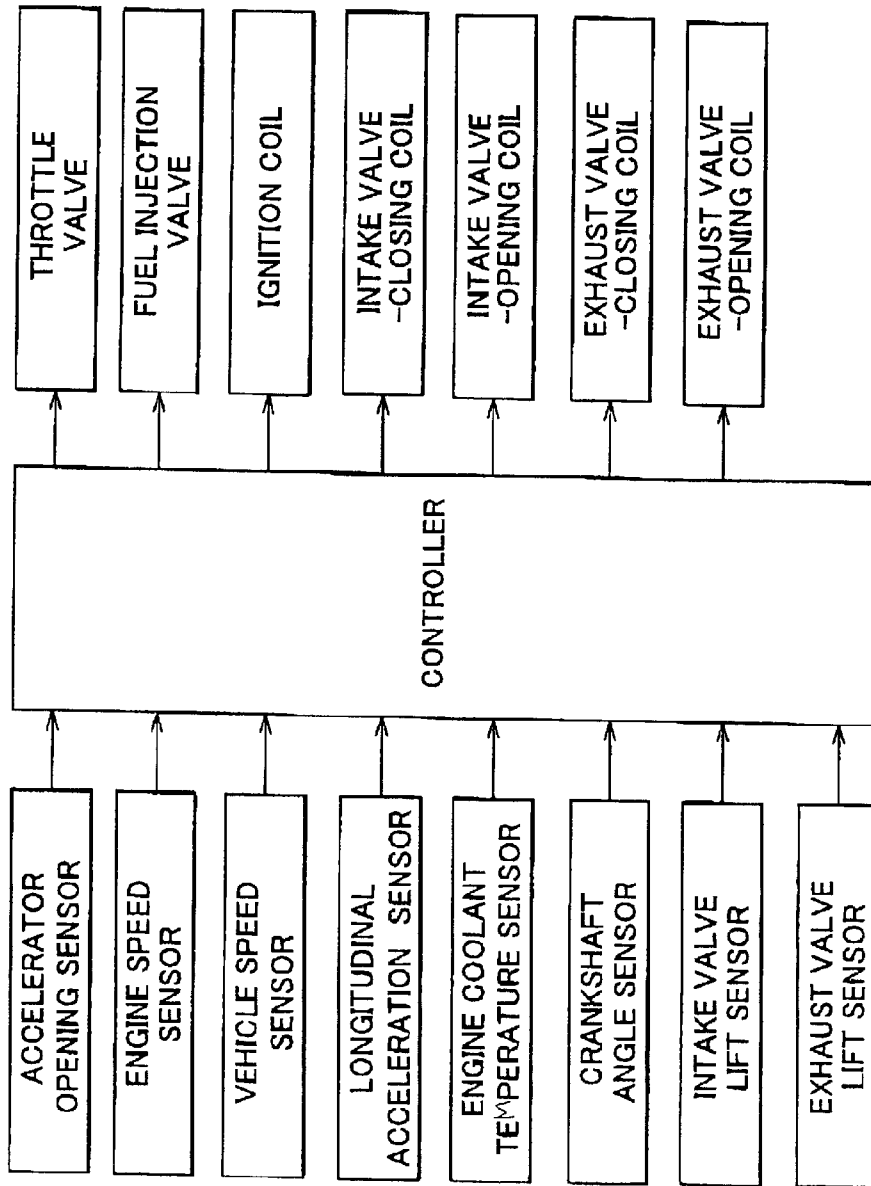 ACCELERATOR
OPENING SENSOR
ENGINE SPEED
SENSOR
VEHICLE SPEED
SENSOR
LONGITUDINAL
ACCELERATION SENSOR
ENGINE COOLANT
TEMPERATURE SENSOR
CRANKSHAFT
ANGLE SENSOR
INTAKE VALVE
LIFT SENSOR
EXHAUST VALVE
LIFT SENSOR
CONTROLLER
THROTTLE
VALVE
FUEL INJECTION
VALVE
IGNITION COIL
INTAKE VALVE
-CLOSING COIL
INTAKE VALVE
-OPENING COIL
EXHAUST VALVE
-CLOSING COIL
EXHAUST VALVE
-OPENING COIL